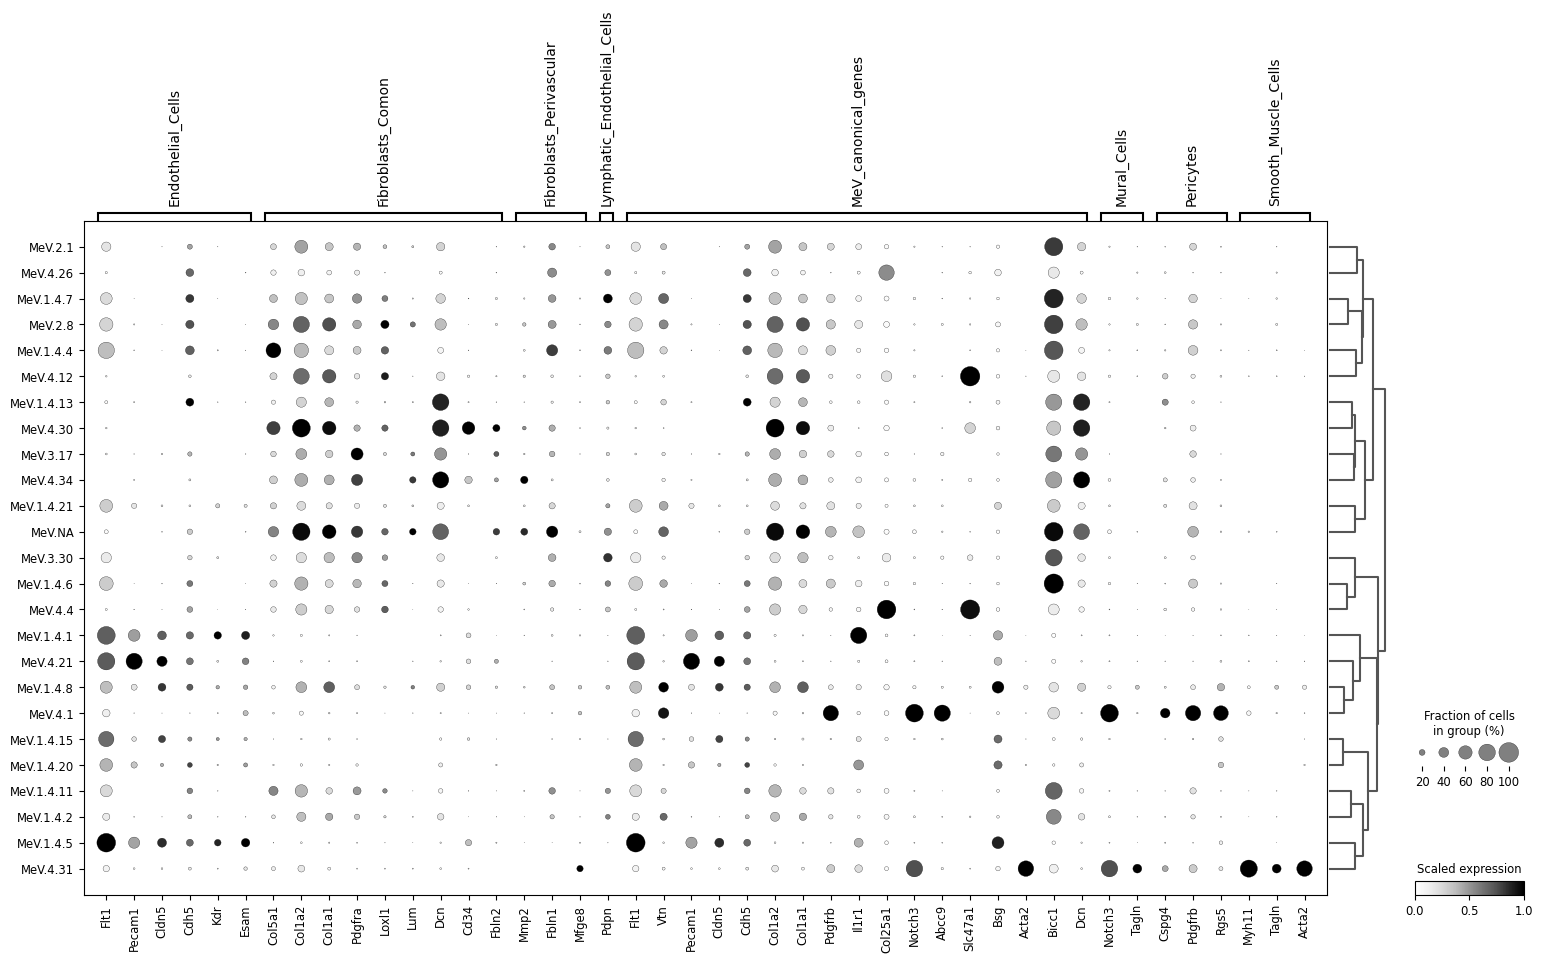 Endothelial_Cells
Fibroblasts_Comon
Fibroblasts_Perivascular
Lymphatic_Endothelial_Cells
MeV_canonical_genes
Mural_Cells
Pericytes
Smooth_Muscle_Cells
MeV.2.1
MeV.4.26
MeV.1.4.7
MeV.2.8
MeV.1.4.4
MeV.4.12
MeV.1.4.13
MeV.4.30
MeV.3.17
MeV.4.34
MeV.1.4.21
MeV.NA
MeV.3.30
MeV.1.4.6
MeV.4.4
MeV.1.4.1
MeV.4.21
MeV.1.4.8
MeV.4.1
MeV.1.4.15
MeV.1.4.20
MeV.1.4.11
MeV.1.4.2
MeV.1.4.5
MeV.4.31
Flt1
Pecam1
Cldn5
Cdh5
Kdr
Esam
Col5a1
Col1a2
Col1a1
Pdgfra
Loxl1
Lum
Dcn
Cd34
Fbln2
Mmp2
Fbln1
Mfge8
Pdpn
Flt1
Vtn
Pecam1
Cldn5
Cdh5
Col1a2
Col1a1
Pdgfrb
Il1r1
Col25a1
Notch3
Abcc9
Slc47a1
Bsg
Acta2
Bicc1
Dcn
Notch3
Tagln
Cspg4
Pdgfrb
Rgs5
Myh11
Tagln
Acta2
Fraction of cells
in group (%)
20 40 60 80 100
Scaled expression
0.0 0.5 1.0